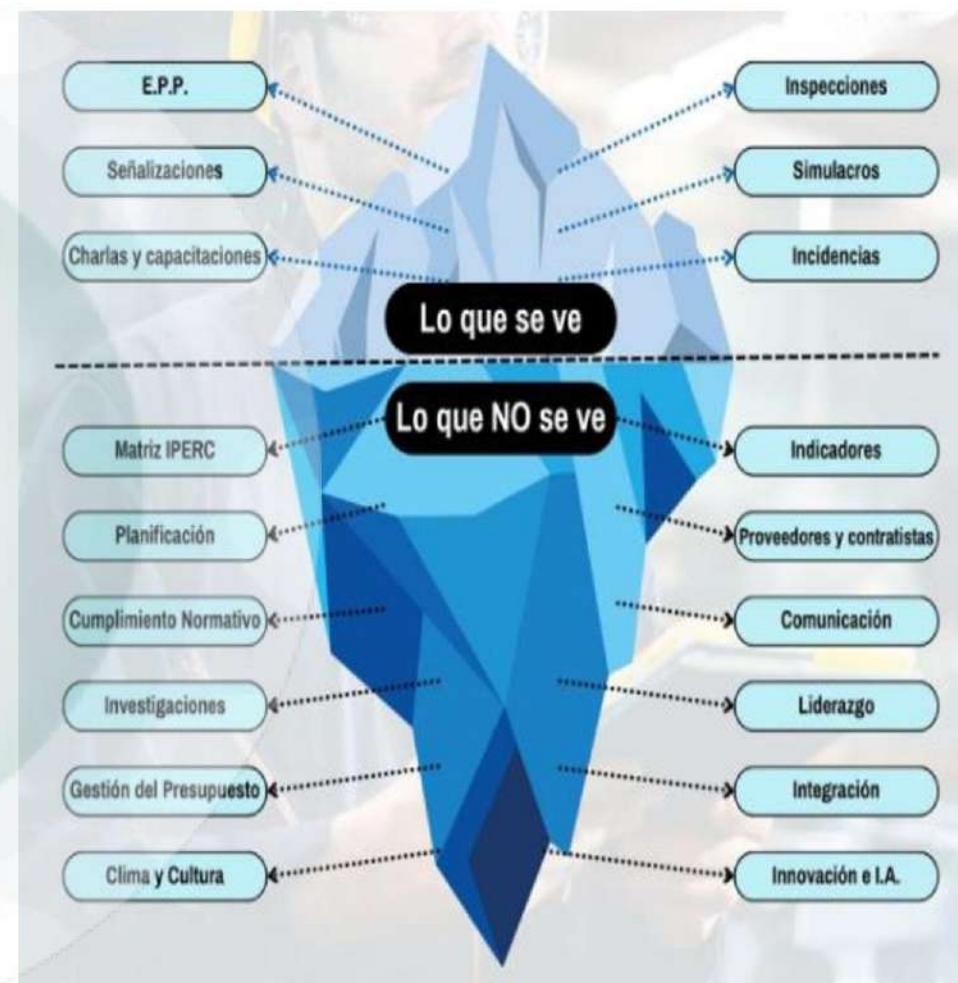 E.P.P.
Inspecciones
Señalizaciones
Simulacros
Charlas y capacitaciones
Incidencias
Lo que se ve
Lo que NO se ve
Matriz IPERC
Indicadores
Planificación
Proveedores y contratistas
Cumplimiento Normativo
Comunicación
Investigaciones
Liderazgo
Gestión del Presupuesto
Integración
Clima y Cultura
Innovación e I.A.